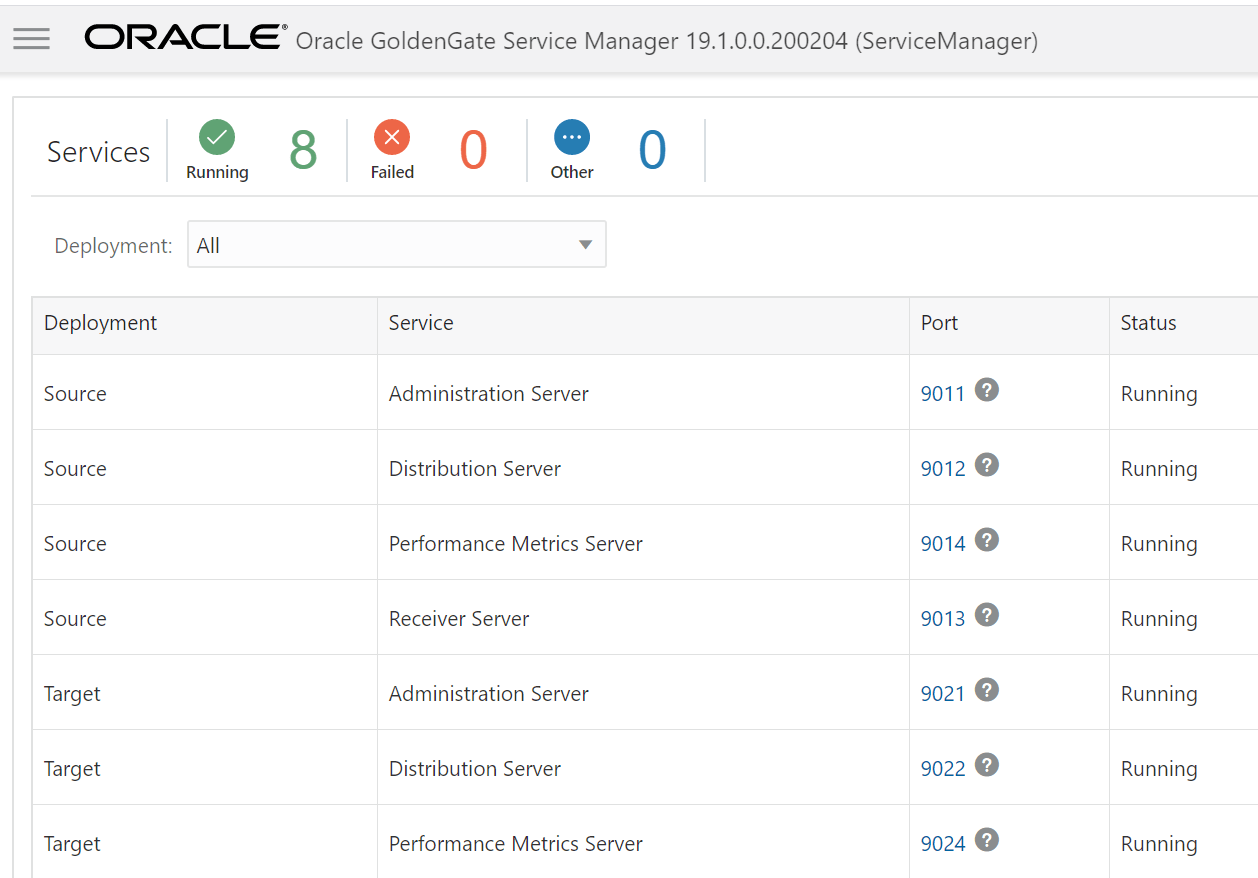 ORACLE® Oracle GoldenGate Service Manager 19.1.0.0.200204 (ServiceManager)
Services Running 8 Failed 0 Other 0
Deployment: All
Deployment Service Port Status
Source Administration Server 9011 ? Running
Source Distribution Server 9012 ? Running
Source Performance Metrics Server 9014 ? Running
Source Receiver Server 9013 ? Running
Target Administration Server 9021 ? Running
Target Distribution Server 9022 ? Running
Target Performance Metrics Server 9024 ? Running